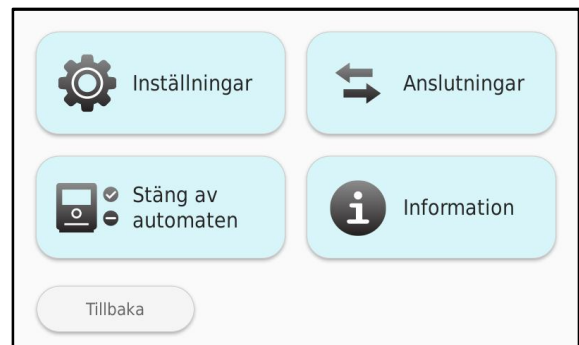 Inställningar
Anslutningar
Stäng av
automaten
Information
Tillbaka